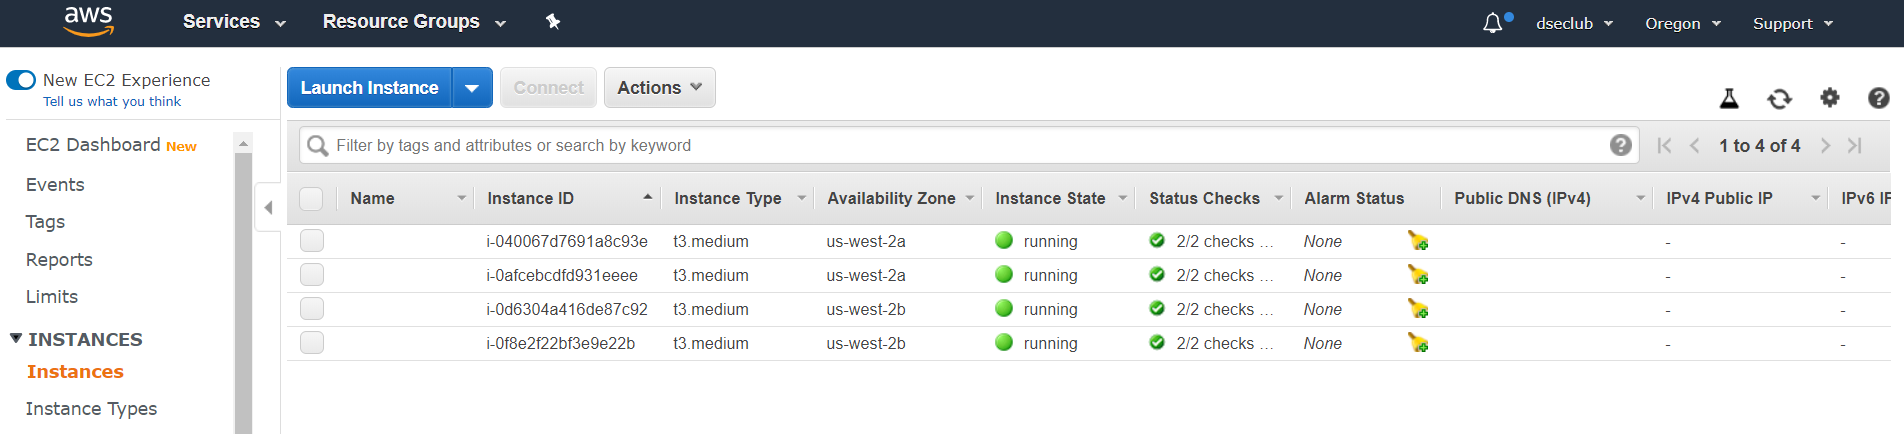 aws Services Resource Groups dseclub Oregon Support
New EC2 Experience
Tell us what you think
Launch Instance Connect Actions
EC2 Dashboard New
Events
Tags
Reports
Limits
INSTANCES
Instances
Instance Types
Filter by tags and attributes or search by keyword 1 to 4 of 4
Name Instance ID Instance Type Availability Zone Instance State Status Checks Alarm Status Public DNS (IPv4) IPv4 Public IP IPv6 IP
i-040067d7691a8c93e t3.medium us-west-2a running 2/2 checks ... None - -
i-0afcebcdfd931eeee t3.medium us-west-2a running 2/2 checks ... None - -
i-0d6304a416de87c92 t3.medium us-west-2b running 2/2 checks ... None - -
i-0f8e2f22bf3e9e22b t3.medium us-west-2b running 2/2 checks ... None - -